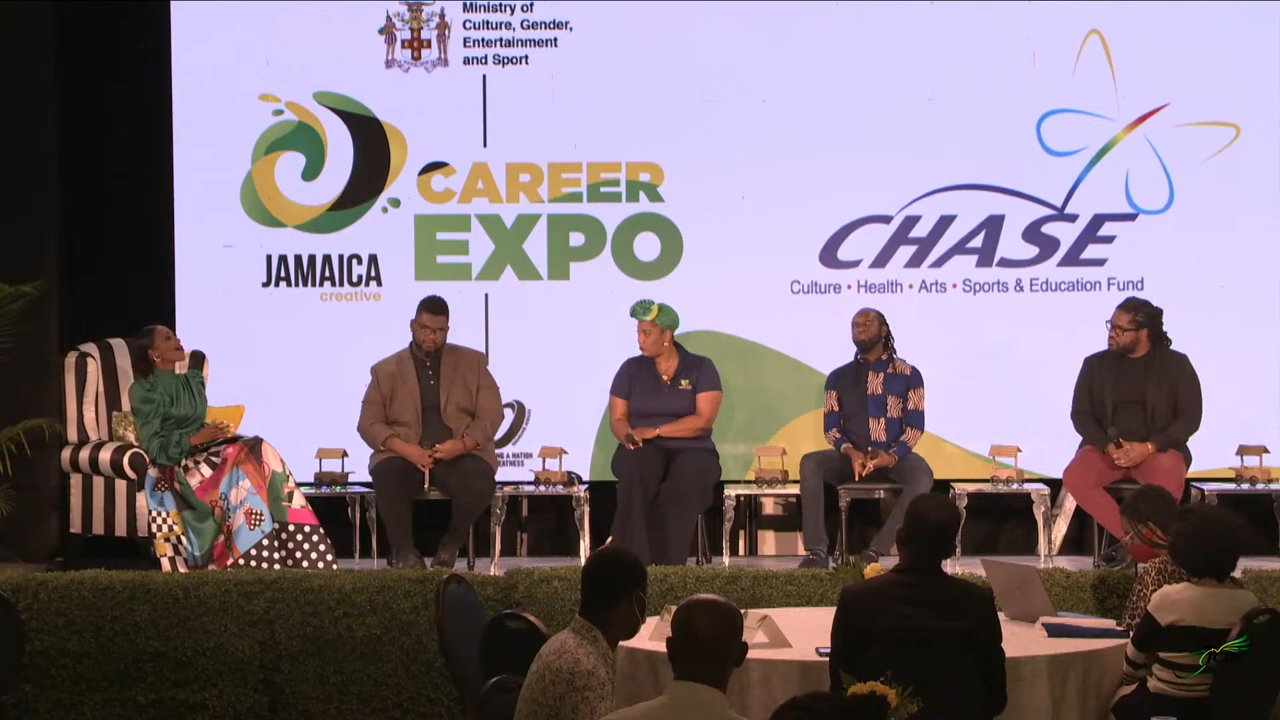 Ministry of
Culture, Gender,
Entertainment
and Sport
CAREER
EXPO
JAMAICA
creative
CHASE
Culture • Health • Arts • Sports & Education Fund